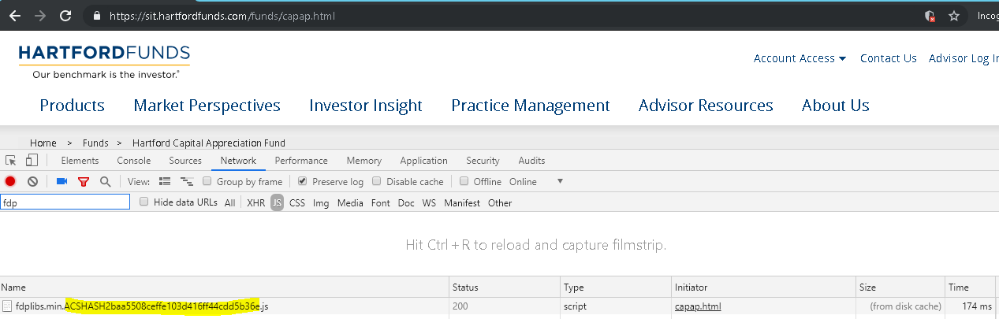 https://sit.hartfordfunds.com/funds/capap.html Incog
HARTFORDFUNDS
Our benchmark is the investor.®
Account Access Contact Us Advisor Log In
Products Market Perspectives Investor Insight Practice Management Advisor Resources About Us
Home > Funds > Hartford Capital Appreciation Fund
Elements Console Sources Network Performance Memory Application Security Audits
View: Group by frame Preserve log Disable cache Offline Online
fdp Hide data URLs All XHR JS CSS Img Media Font Doc WS Manifest Other
Hit Ctrl + R to reload and capture filmstrip.
Name Status Type Initiator Size Time
fdplibs.min.ACSHASH2baa5508ceffe103d416ff44cdd5b36e.js 200 script capap.html (from disk cache) 174 ms